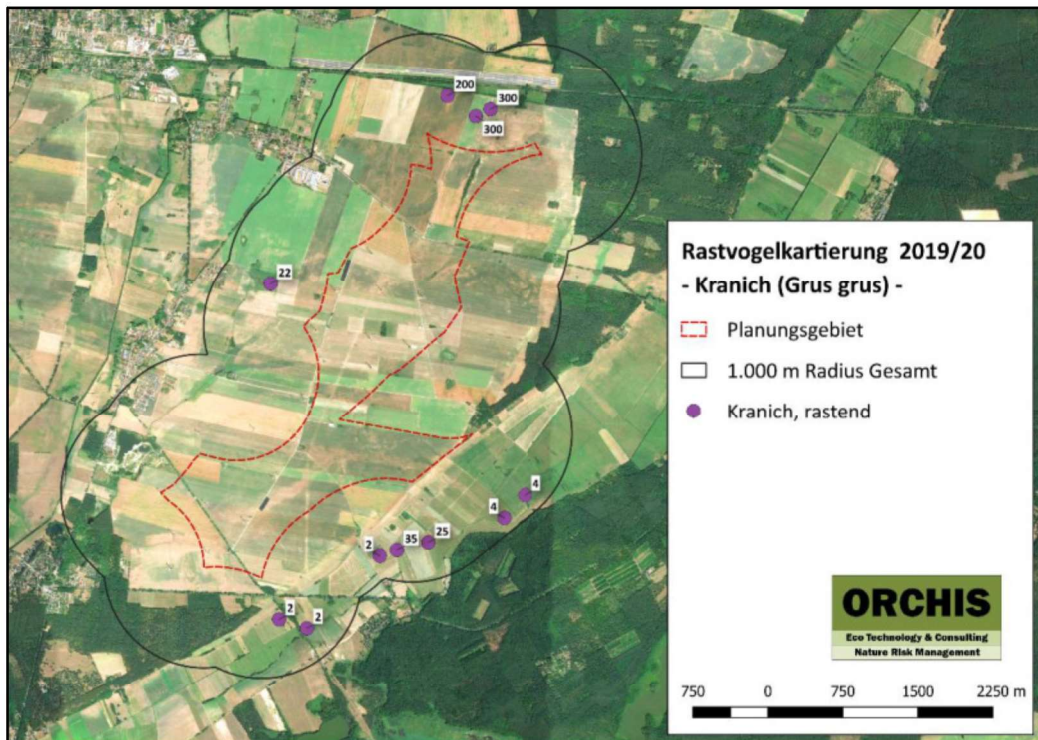 200
300
300
22
4
4
25
35
2
2
2
Rastvogelkartierung 2019/20
- Kranich (Grus grus) -
Planungsgebiet
1.000 m Radius Gesamt
Kranich, rastend
ORCHIS
Eco Technology & Consulting
Nature Risk Management
750 0 750 1500 2250 m